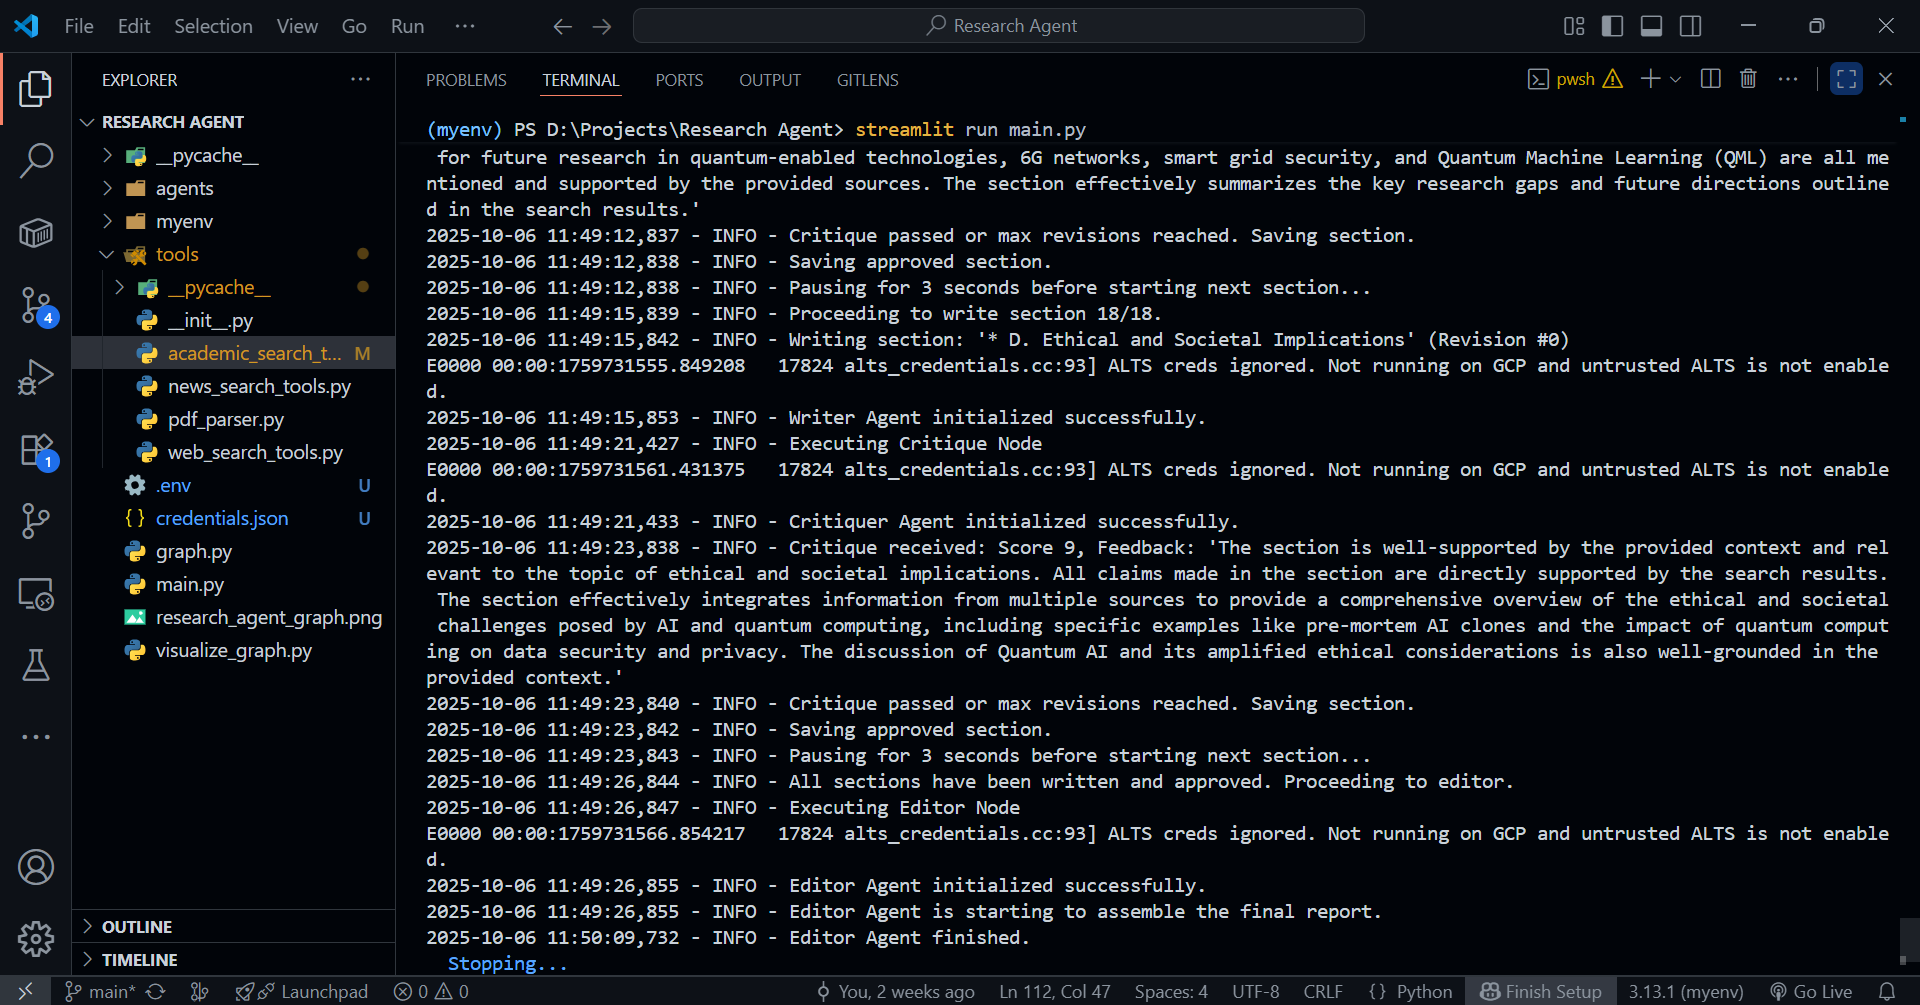 File Edit Selection View Go Run ···
Research Agent
EXPLORER
RESEARCH AGENT
__pycache__
agents
myenv
tools
__pycache__
__init__.py
academic_search_t... M
news_search_tools.py
pdf_parser.py
web_search_tools.py
.env U
credentials.json U
graph.py
main.py
research_agent_graph.png
visualize_graph.py
OUTLINE
TIMELINE
4
1
PROBLEMS TERMINAL PORTS OUTPUT GITLENS
pwsh
(myenv) PS D:\Projects\Research Agent> streamlit run main.py
for future research in quantum-enabled technologies, 6G networks, smart grid security, and Quantum Machine Learning (QML) are all me
ntioned and supported by the provided sources. The section effectively summarizes the key research gaps and future directions outline
d in the search results.'
2025-10-06 11:49:12,837 - INFO - Critique passed or max revisions reached. Saving section.
2025-10-06 11:49:12,838 - INFO - Saving approved section.
2025-10-06 11:49:12,838 - INFO - Pausing for 3 seconds before starting next section...
2025-10-06 11:49:15,839 - INFO - Proceeding to write section 18/18.
2025-10-06 11:49:15,842 - INFO - Writing section: '* D. Ethical and Societal Implications' (Revision #0)
E0000 00:00:1759731555.849208   17824 alts_credentials.cc:93] ALTS creds ignored. Not running on GCP and untrusted ALTS is not enable
d.
2025-10-06 11:49:15,853 - INFO - Writer Agent initialized successfully.
2025-10-06 11:49:21,427 - INFO - Executing Critique Node
E0000 00:00:1759731561.431375   17824 alts_credentials.cc:93] ALTS creds ignored. Not running on GCP and untrusted ALTS is not enable
d.
2025-10-06 11:49:21,433 - INFO - Critiquer Agent initialized successfully.
2025-10-06 11:49:23,838 - INFO - Critique received: Score 9, Feedback: 'The section is well-supported by the provided context and rel
evant to the topic of ethical and societal implications. All claims made in the section are directly supported by the search results.
The section effectively integrates information from multiple sources to provide a comprehensive overview of the ethical and societal
challenges posed by AI and quantum computing, including specific examples like pre-mortem AI clones and the impact of quantum comput
ing on data security and privacy. The discussion of Quantum AI and its amplified ethical considerations is also well-grounded in the
provided context.'
2025-10-06 11:49:23,840 - INFO - Critique passed or max revisions reached. Saving section.
2025-10-06 11:49:23,842 - INFO - Saving approved section.
2025-10-06 11:49:23,843 - INFO - Pausing for 3 seconds before starting next section...
2025-10-06 11:49:26,844 - INFO - All sections have been written and approved. Proceeding to editor.
2025-10-06 11:49:26,847 - INFO - Executing Editor Node
E0000 00:00:1759731566.854217   17824 alts_credentials.cc:93] ALTS creds ignored. Not running on GCP and untrusted ALTS is not enable
d.
2025-10-06 11:49:26,855 - INFO - Editor Agent initialized successfully.
2025-10-06 11:49:26,855 - INFO - Editor Agent is starting to assemble the final report.
2025-10-06 11:50:09,732 - INFO - Editor Agent finished.
Stopping...
main* Launchpad 0 0 You, 2 weeks ago Ln 112, Col 47 Spaces: 4 UTF-8 CRLF {} Python Finish Setup 3.13.1 (myenv) Go Live